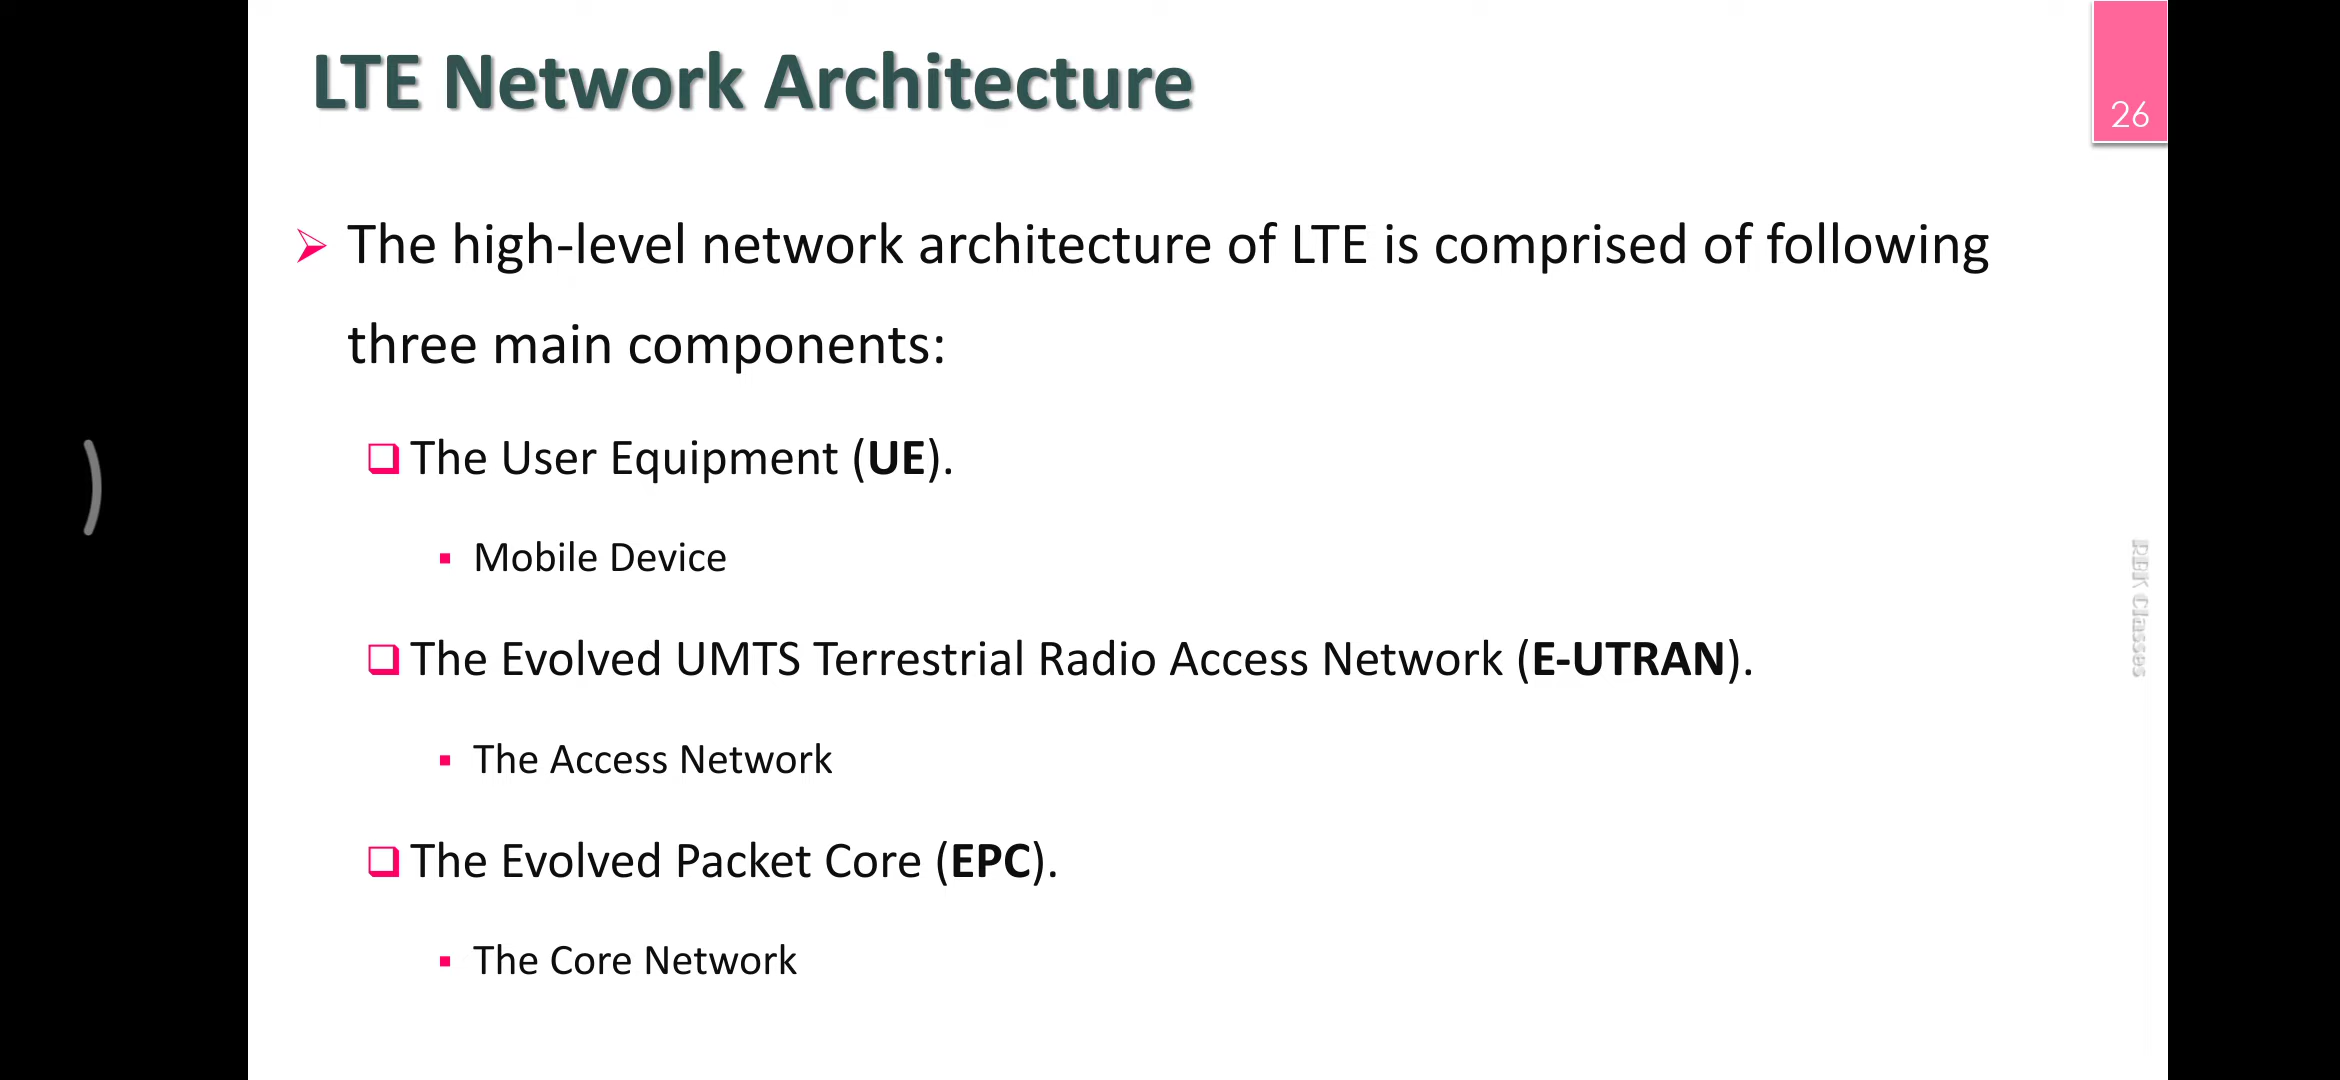 LTE Network Architecture
26
The high-level network architecture of LTE is comprised of following
three main components:
The User Equipment (UE).
Mobile Device
The Evolved UMTS Terrestrial Radio Access Network (E-UTRAN).
The Access Network
The Evolved Packet Core (EPC).
The Core Network
Classes